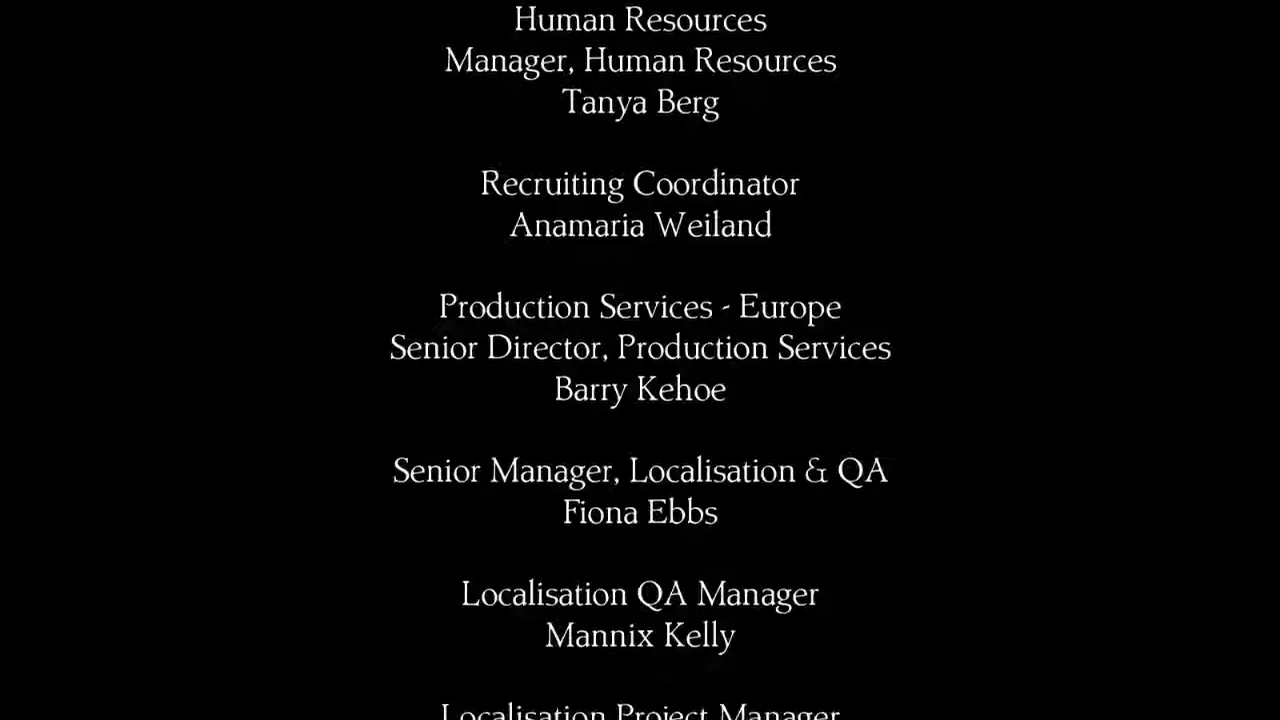 Human Resources
Manager, Human Resources
Tanya Berg
Recruiting Coordinator
Anamaria Weiland
Production Services - Europe
Senior Director, Production Services
Barry Kehoe
Senior Manager, Localisation & QA
Fiona Ebbs
Localisation QA Manager
Mannix Kelly
Localisation Project Manager